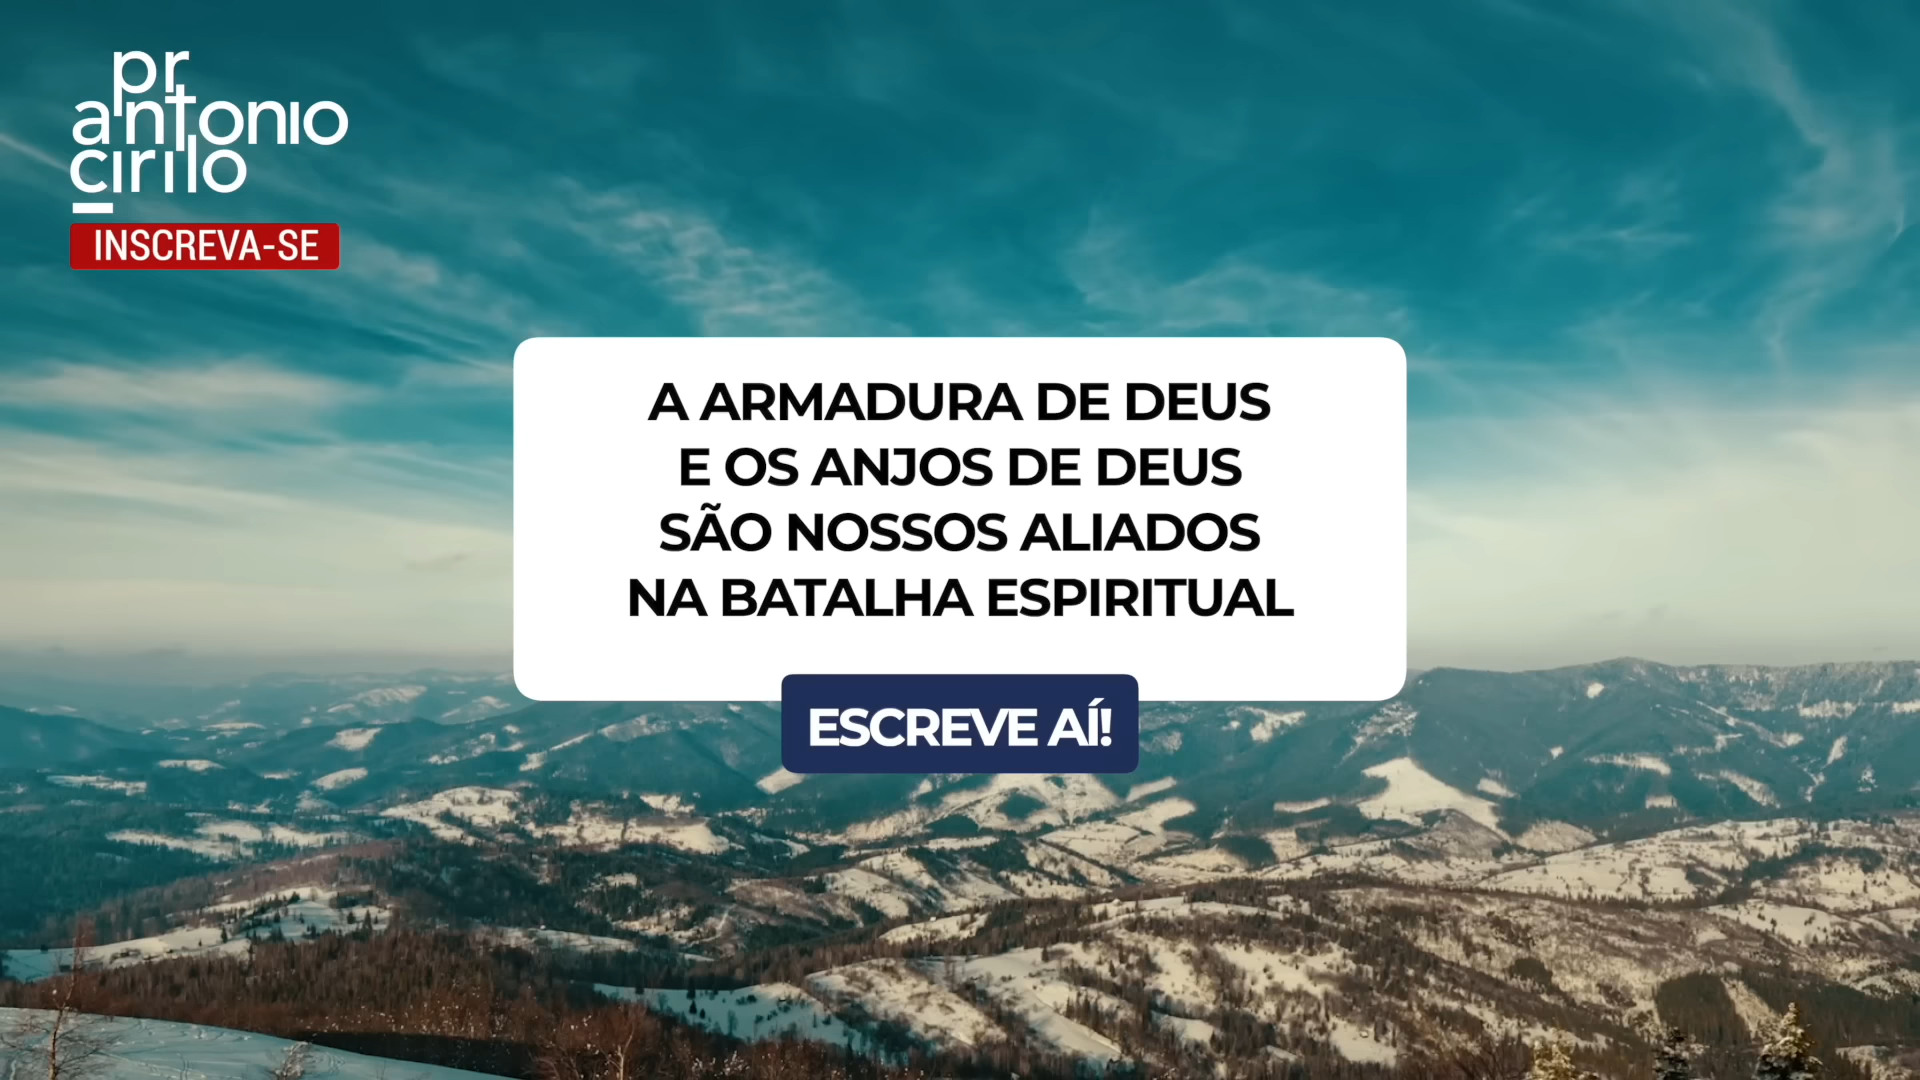 pr
antonio
cirilo
INSCREVA-SE
A ARMADURA DE DEUS
E OS ANJOS DE DEUS
SÃO NOSSOS ALIADOS
NA BATALHA ESPIRITUAL
ESCREVE AÍ!